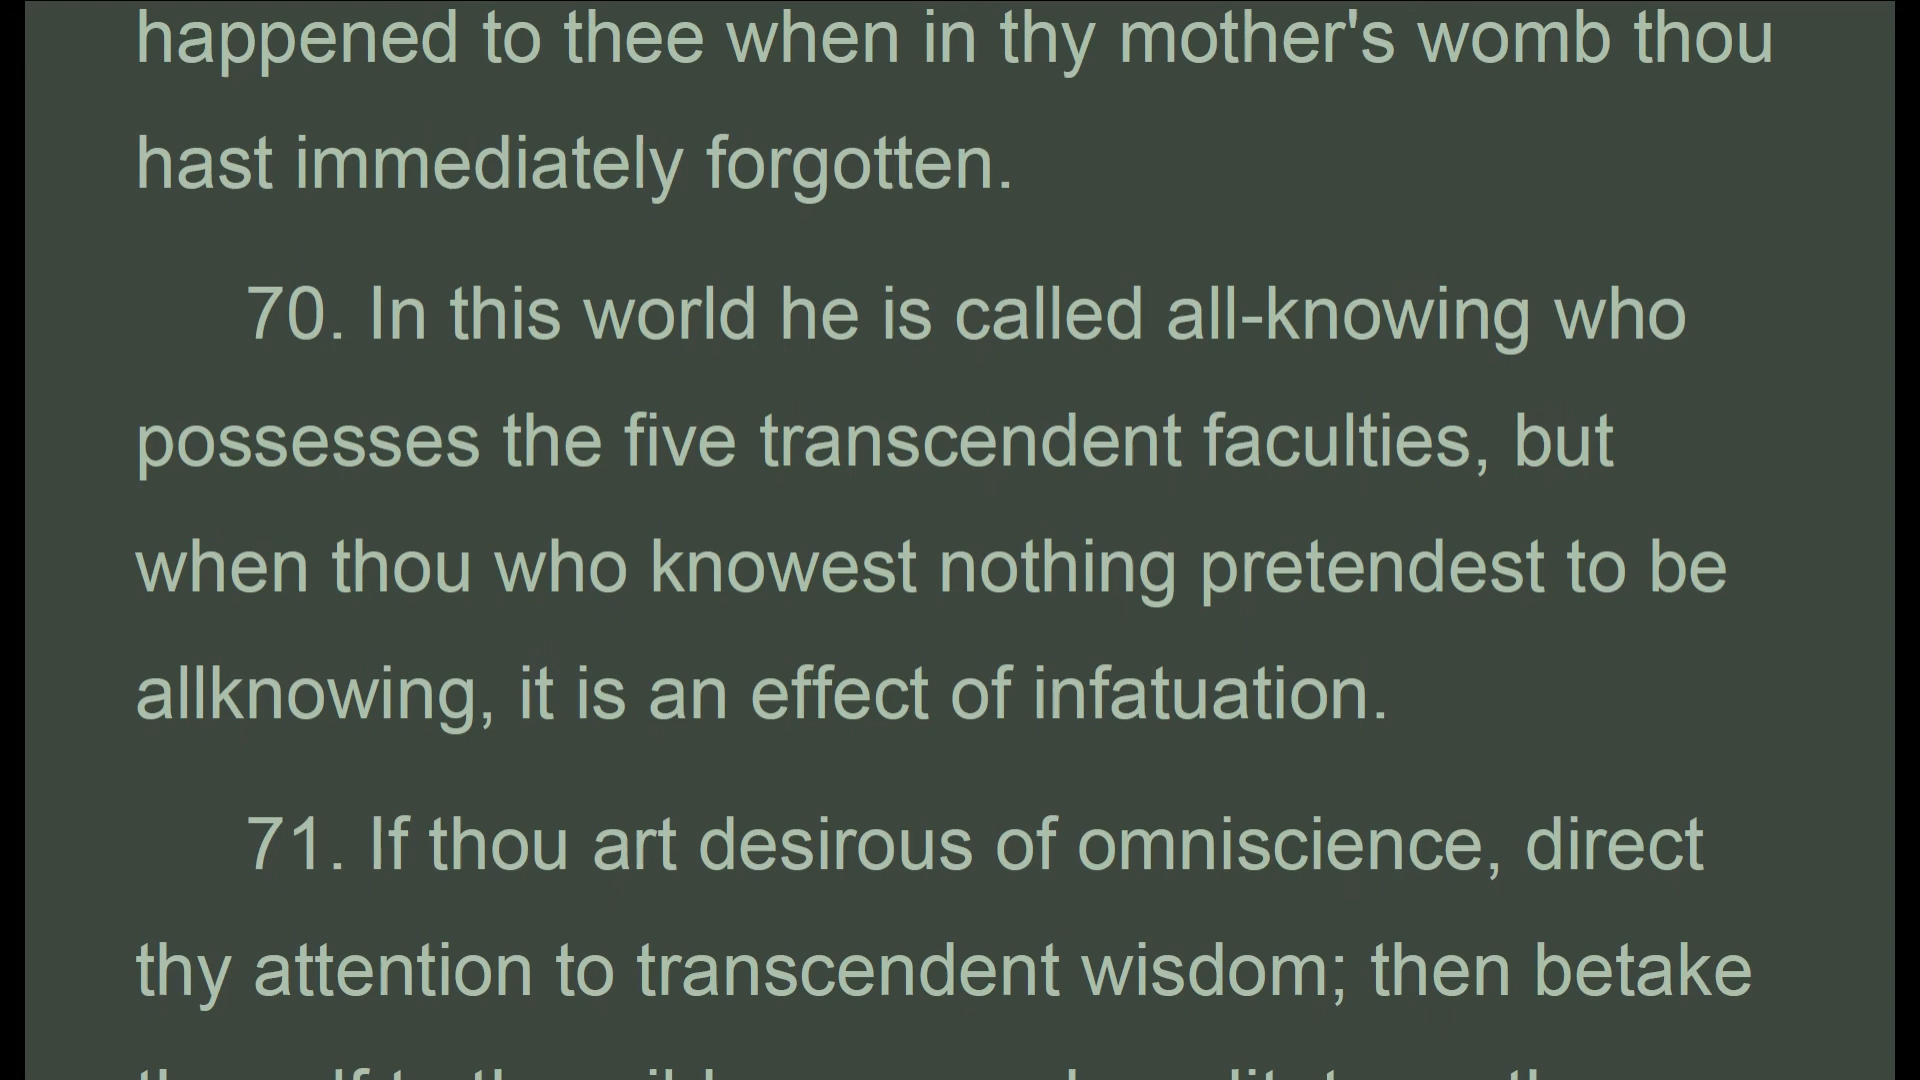 happened to thee when in thy mother's womb thou
hast immediately forgotten.
70. In this world he is called all-knowing who
possesses the five transcendent faculties, but
when thou who knowest nothing pretendest to be
allknowing, it is an effect of infatuation.
71. If thou art desirous of omniscience, direct
thy attention to transcendent wisdom; then betake